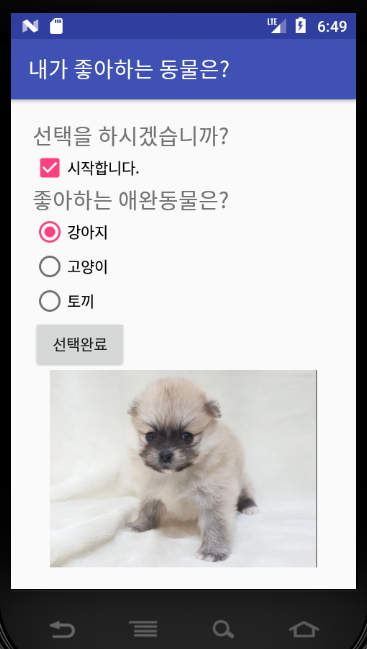 LTE 6:49
내가 좋아하는 동물은?
선택을 하시겠습니까?
시작합니다.
좋아하는 애완동물은?
강아지
고양이
토끼
선택완료